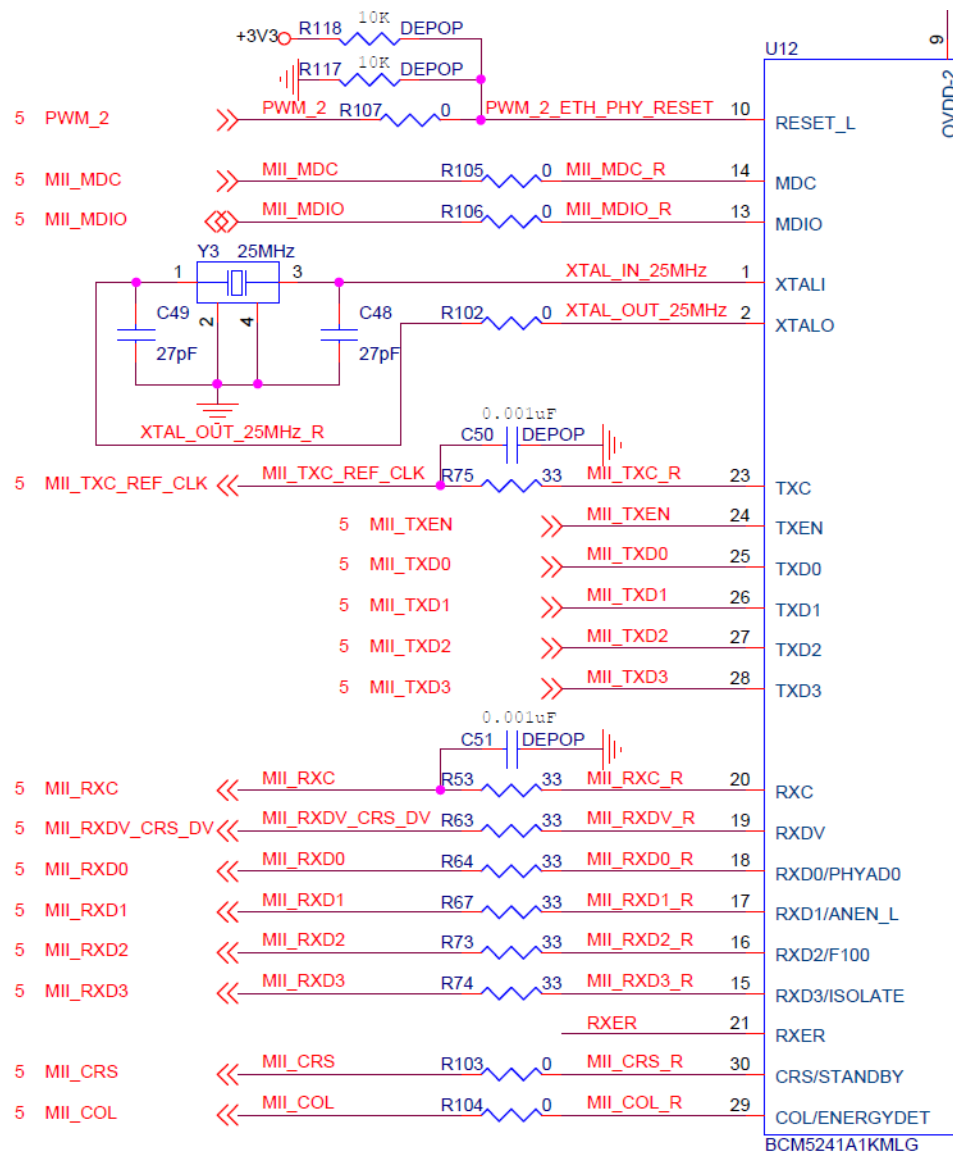 10K
+3V3 R118 DEPOP
10K
R117 DEPOP
U12
9
OVDD-2
5 PWM_2 PWM_2 R107 0 PWM_2_ETH_PHY_RESET 10 RESET_L
5 MII_MDC MII_MDC R105 0 MII_MDC_R 14 MDC
5 MII_MDIO MII_MDIO R106 0 MII_MDIO_R 13 MDIO
Y3 25MHz
1 3 XTAL_IN_25MHz 1 XTALI
2 4
C49 C48 R102 0 XTAL_OUT_25MHz 2 XTALO
27pF 27pF
XTAL_OUT_25MHz_R
0.001uF
C50 DEPOP
5 MII_TXC_REF_CLK MII_TXC_REF_CLK R75 33 MII_TXC_R 23 TXC
5 MII_TXEN MII_TXEN 24 TXEN
5 MII_TXD0 MII_TXD0 25 TXD0
5 MII_TXD1 MII_TXD1 26 TXD1
5 MII_TXD2 MII_TXD2 27 TXD2
5 MII_TXD3 MII_TXD3 28 TXD3
0.001uF
C51 DEPOP
5 MII_RXC MII_RXC R53 33 MII_RXC_R 20 RXC
5 MII_RXDV_CRS_DV MII_RXDV_CRS_DV R63 33 MII_RXDV_R 19 RXDV
5 MII_RXD0 MII_RXD0 R64 33 MII_RXD0_R 18 RXD0/PHYAD0
5 MII_RXD1 MII_RXD1 R67 33 MII_RXD1_R 17 RXD1/ANEN_L
5 MII_RXD2 MII_RXD2 R73 33 MII_RXD2_R 16 RXD2/F100
5 MII_RXD3 MII_RXD3 R74 33 MII_RXD3_R 15 RXD3/ISOLATE
RXER 21 RXER
5 MII_CRS MII_CRS R103 0 MII_CRS_R 30 CRS/STANDBY
5 MII_COL MII_COL R104 0 MII_COL_R 29 COL/ENERGYDET
BCM5241A1KMLG